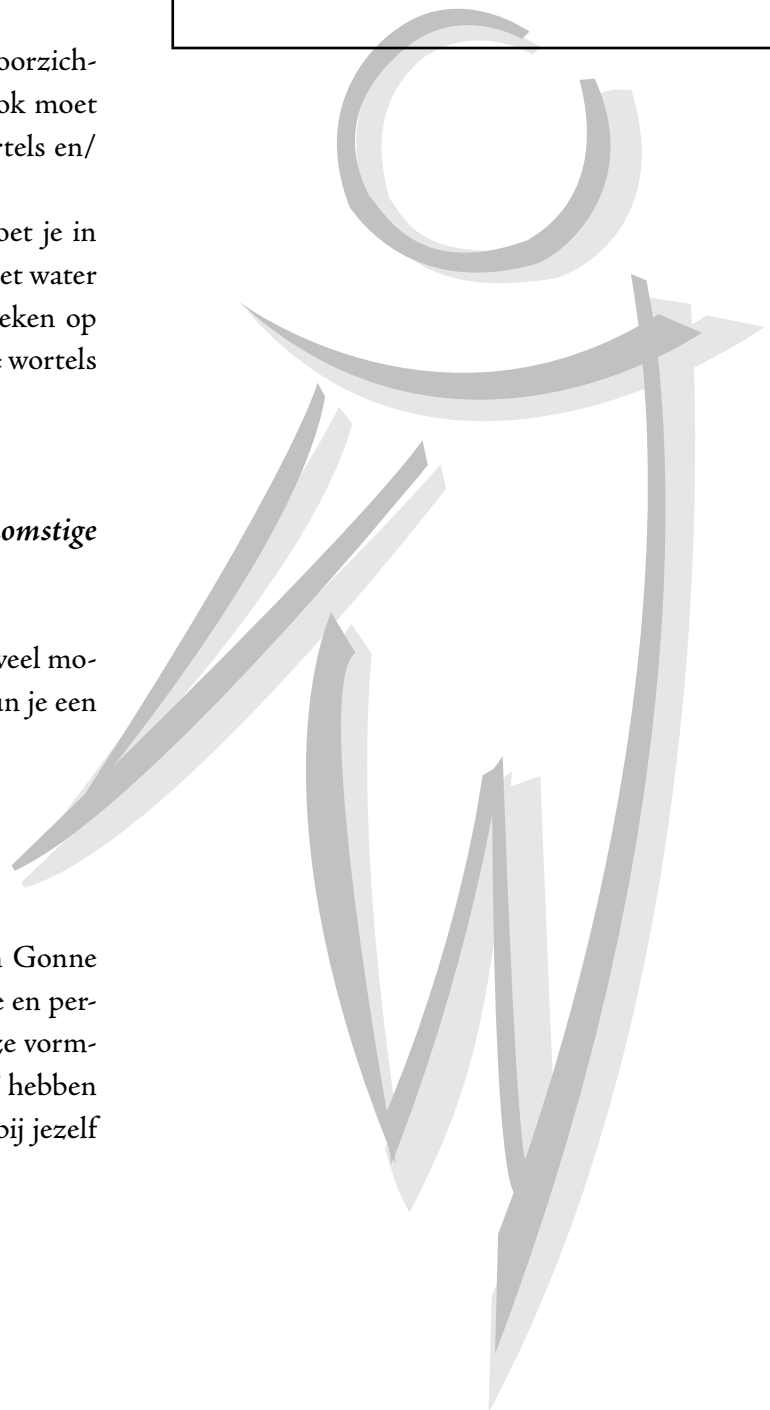 oorzich-
ok moet
rtels en/
oet je in
et water
eken op
e wortels
omstige
veel mo-
un je een
n Gonne
e en per-
ze vorm-
hebben
bij jezelf